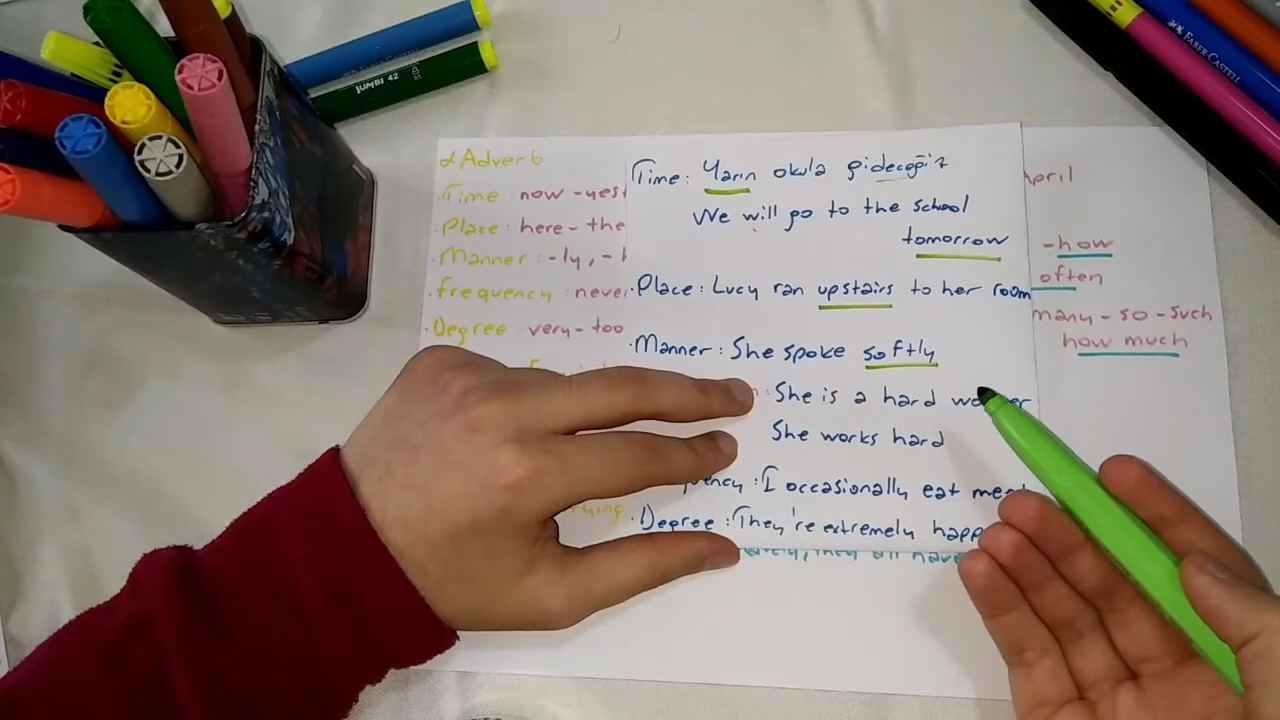 JUMBI 42
FABER CASTELL
Adverb
Time: now - yest
Place: here - the
Manner: -ly, -
frequency: never
Degree very - too
Time: Yarın okula gideceğiz
We will go to the school
tomorrow
Place: Lucy ran upstairs to her room
Manner: She spoke softly
She is a hard
She works hard
uency: I occasionally eat
Degree: They're extremely happ
April
-how
often
many - so - such
how much